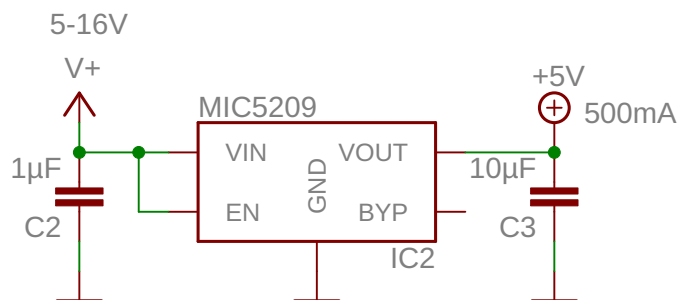 5-16V
V+
+5V
500mA
MIC5209
VIN
VOUT
GND
1µF
10µF
EN
BYP
C2
C3
IC2